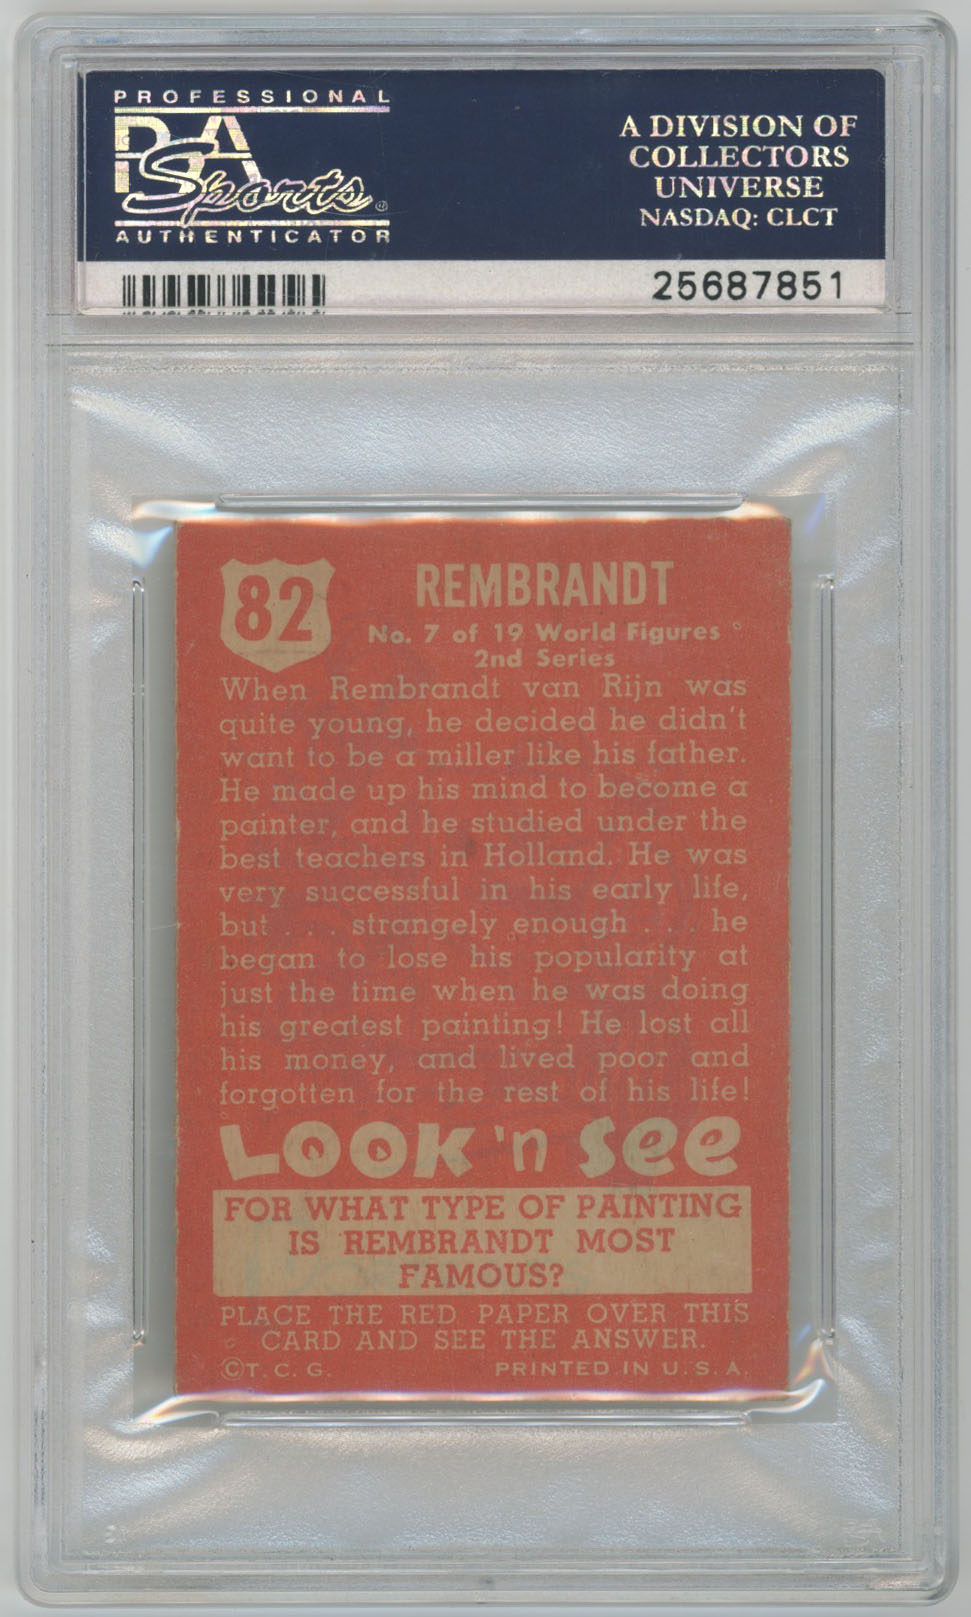 PROFESSIONAL
PSA
Sports®
AUTHENTICATOR
A DIVISION OF
COLLECTORS
UNIVERSE
NASDAQ: CLCT
25687851
82
REMBRANDT
No. 7 of 19 World Figures
2nd Series
When Rembrandt van Rijn was
quite young, he decided he didn't
want to be a miller like his father.
He made up his mind to become a
painter, and he studied under the
best teachers in Holland. He was
very successful in his early life,
but . . . strangely enough . . . he
began to lose his popularity at
just the time when he was doing
his greatest painting! He lost all
his money, and lived poor and
forgotten for the rest of his life!
LOOK 'n SEE
FOR WHAT TYPE OF PAINTING
IS REMBRANDT MOST
FAMOUS?
PLACE THE RED PAPER OVER THIS
CARD AND SEE THE ANSWER.
©T. C. G. PRINTED IN U. S. A.